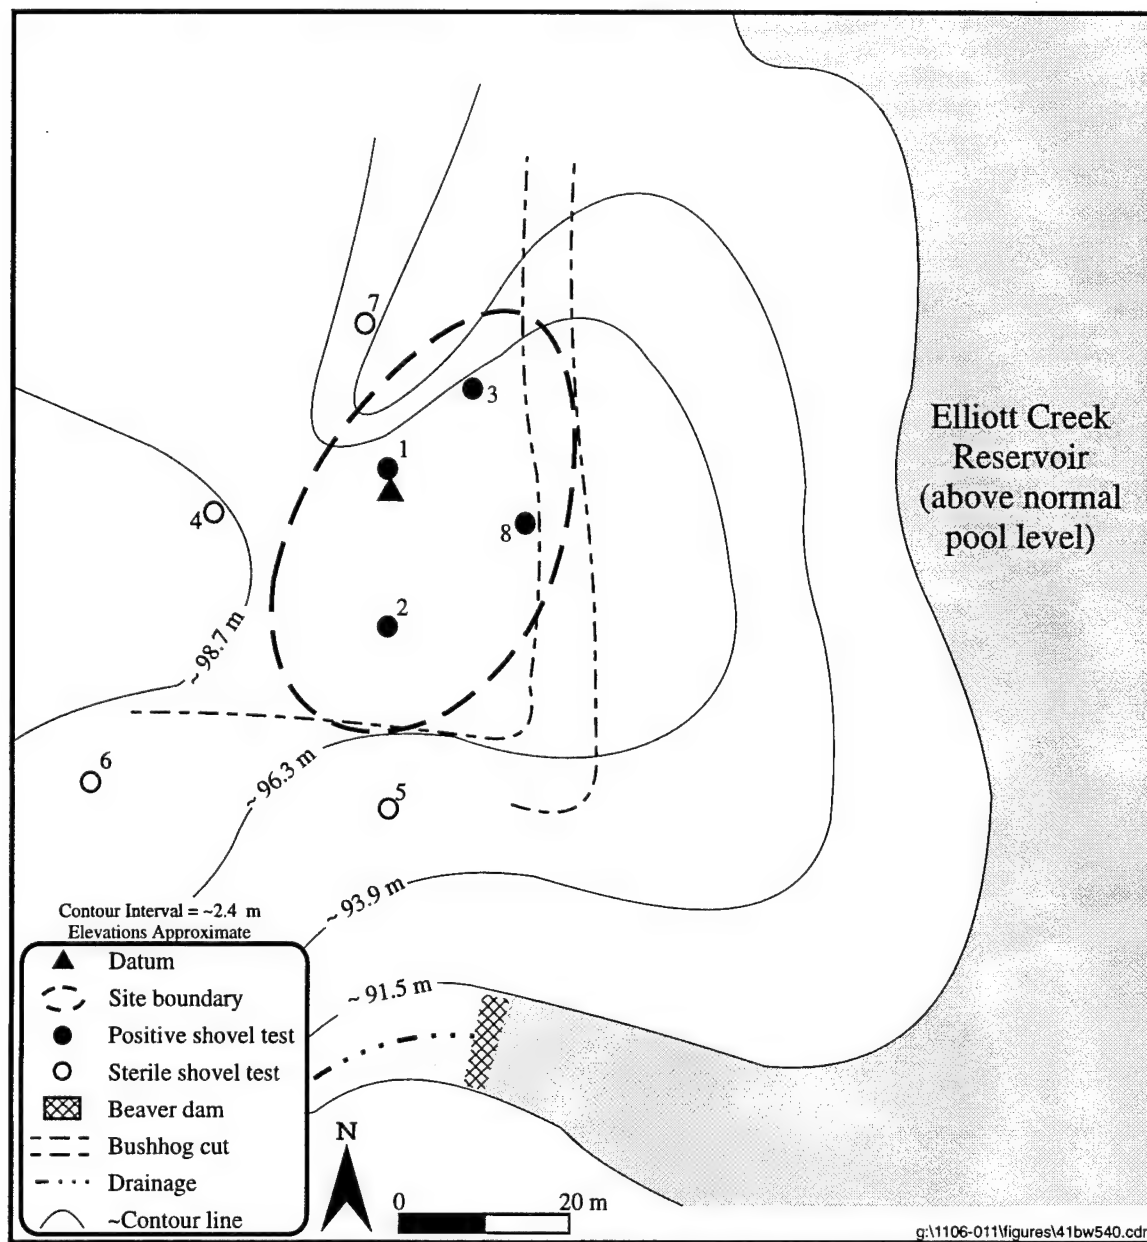 7
3
1
4
8
2
Elliott Creek
Reservoir
(above normal
pool level)
~ 98.7 m
6
~ 96.3 m
5
~ 93.9 m
~ 91.5 m
Contour Interval = ~2.4 m
Elevations Approximate
Datum
Site boundary
Positive shovel test
Sterile shovel test
Beaver dam
Bushhog cut
Drainage
~Contour line
N
0 20 m
g:\1106-011\figures\41bw540.cdr